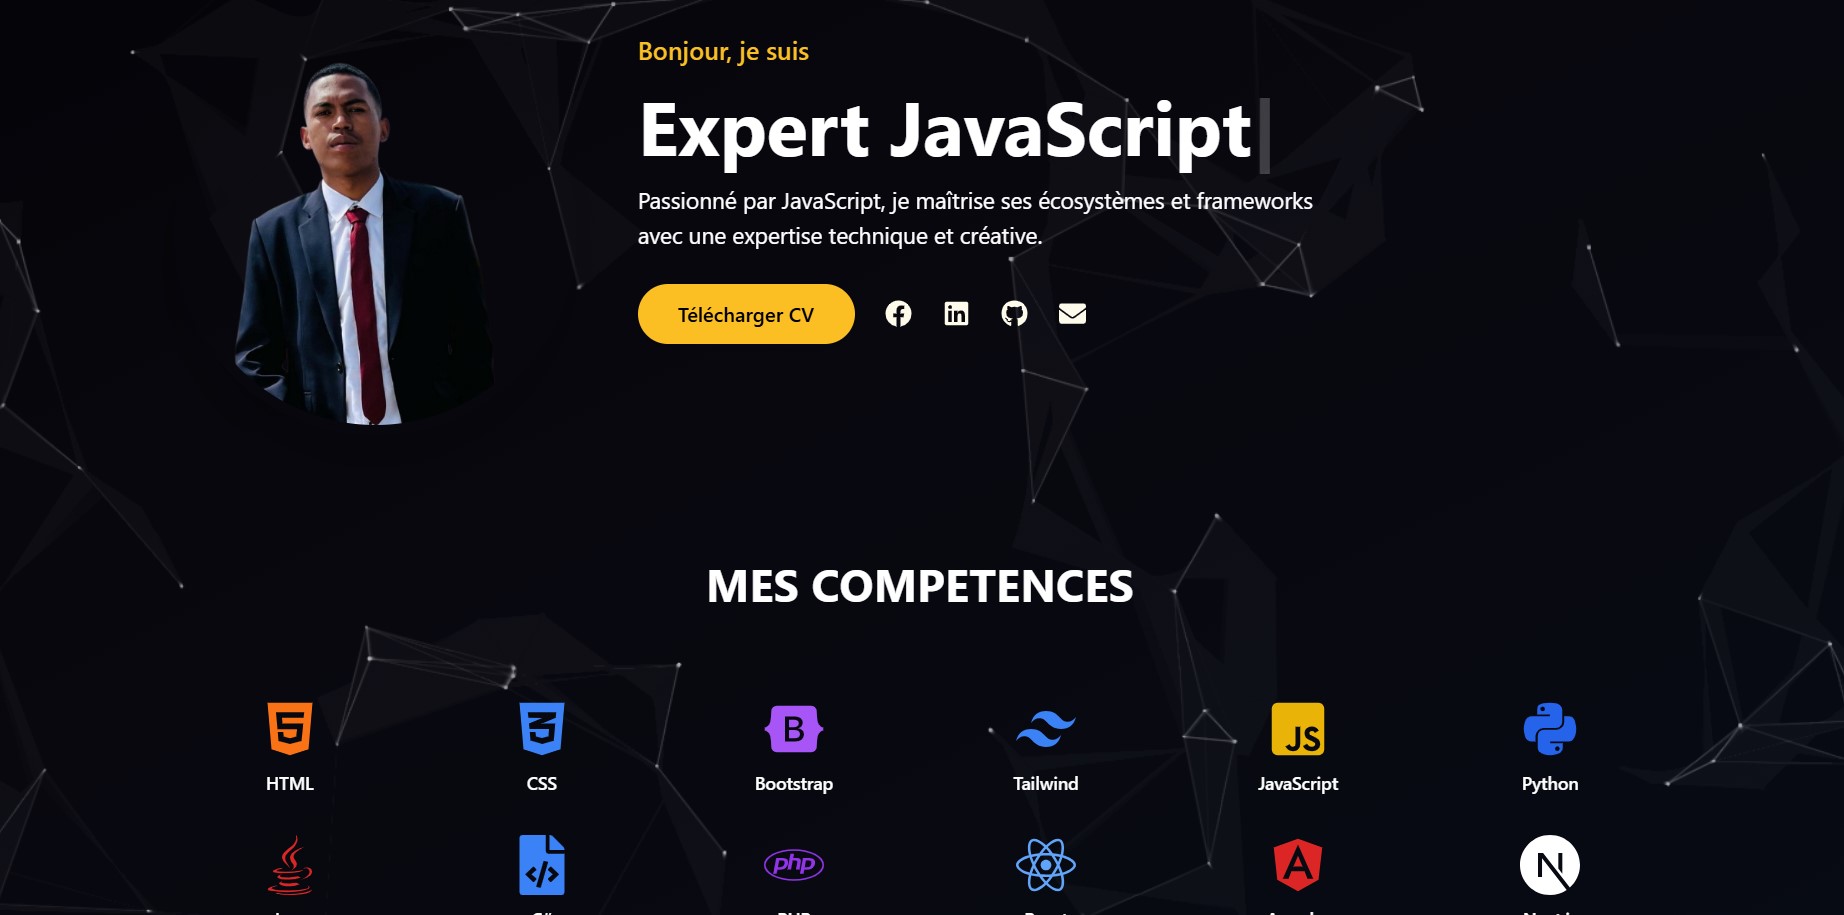 Bonjour, je suis
Expert JavaScript
Passionné par JavaScript, je maîtrise ses écosystèmes et frameworks
avec une expertise technique et créative.
Télécharger CV
in
MES COMPETENCES
5 3 B JS
HTML CSS Bootstrap Tailwind JavaScript Python
php A N